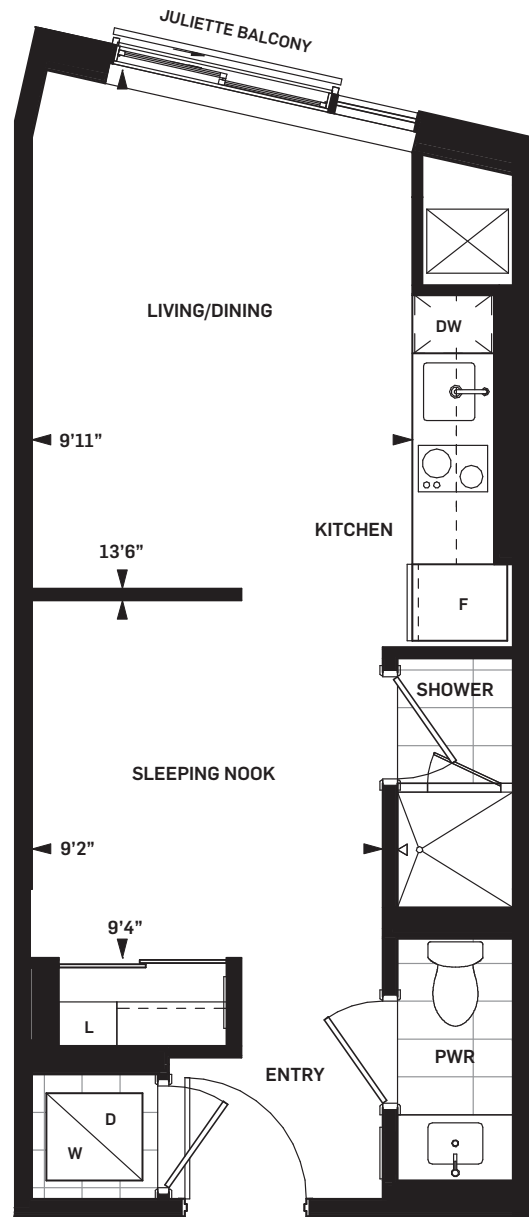 JULIETTE BALCONY
LIVING/DINING
DW
9’11”
KITCHEN
13’6”
F
SHOWER
SLEEPING NOOK
9’2”
9’4”
L
PWR
ENTRY
D
W